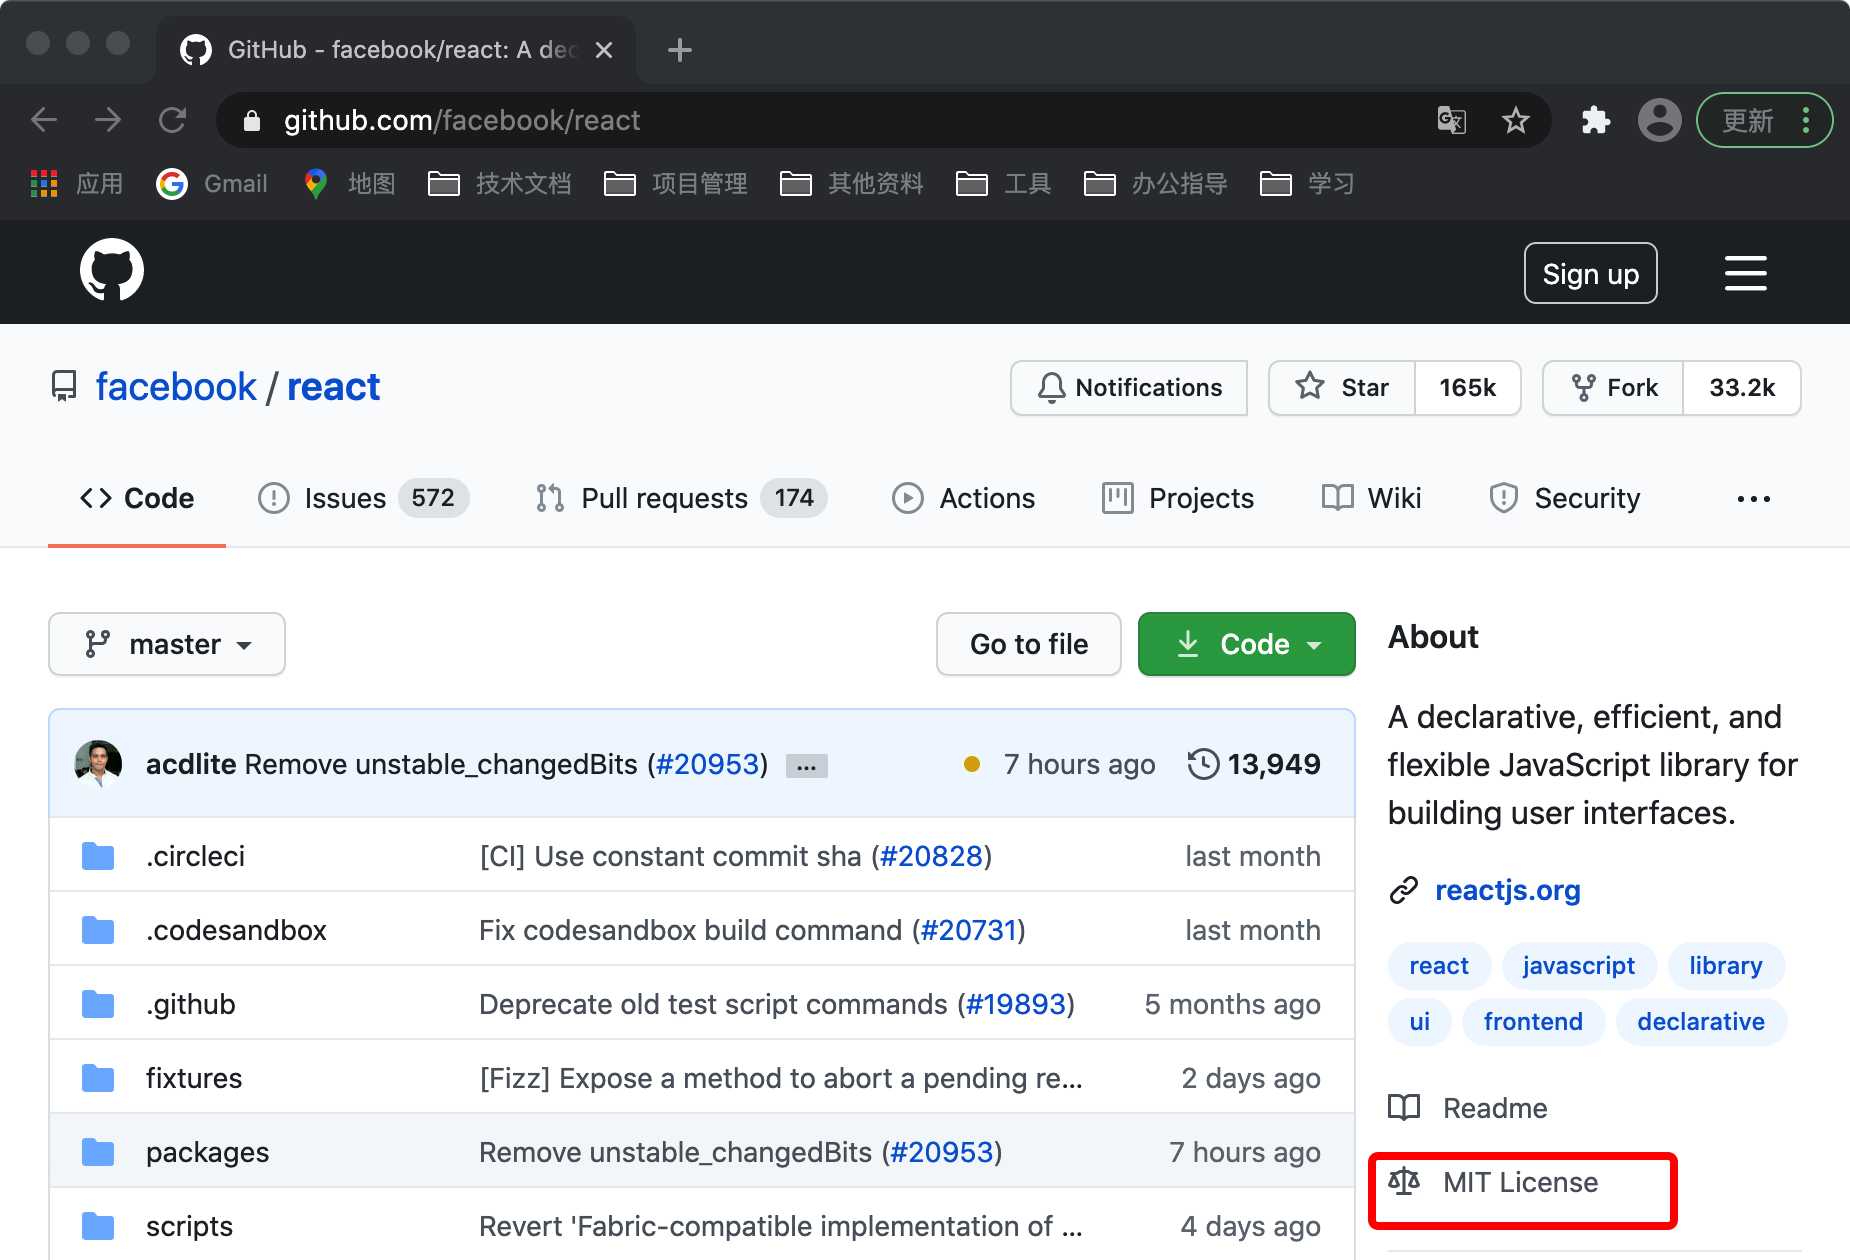 GitHub - facebook/react: A dec
github.com/facebook/react
更新
应用 Gmail 地图 技术文档 项目管理 其他资料 工具 办公指导 学习
Sign up
facebook / react Notifications Star 165k Fork 33.2k
Code Issues 572 Pull requests 174 Actions Projects Wiki Security ...
master Go to file Code
acdlite Remove unstable_changedBits (#20953) ... 7 hours ago 13,949
.circleci [CI] Use constant commit sha (#20828) last month
.codesandbox Fix codesandbox build command (#20731) last month
.github Deprecate old test script commands (#19893) 5 months ago
fixtures [Fizz] Expose a method to abort a pending re... 2 days ago
packages Remove unstable_changedBits (#20953) 7 hours ago
scripts Revert 'Fabric-compatible implementation of ... 4 days ago
About
A declarative, efficient, and
flexible JavaScript library for
building user interfaces.
reactjs.org
react javascript library
ui frontend declarative
Readme
MIT License